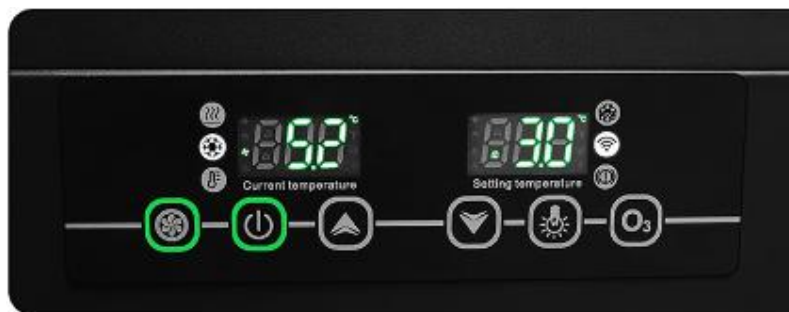 5.2 °C
3.0 °C
Current temperature
Setting temperature
O₃